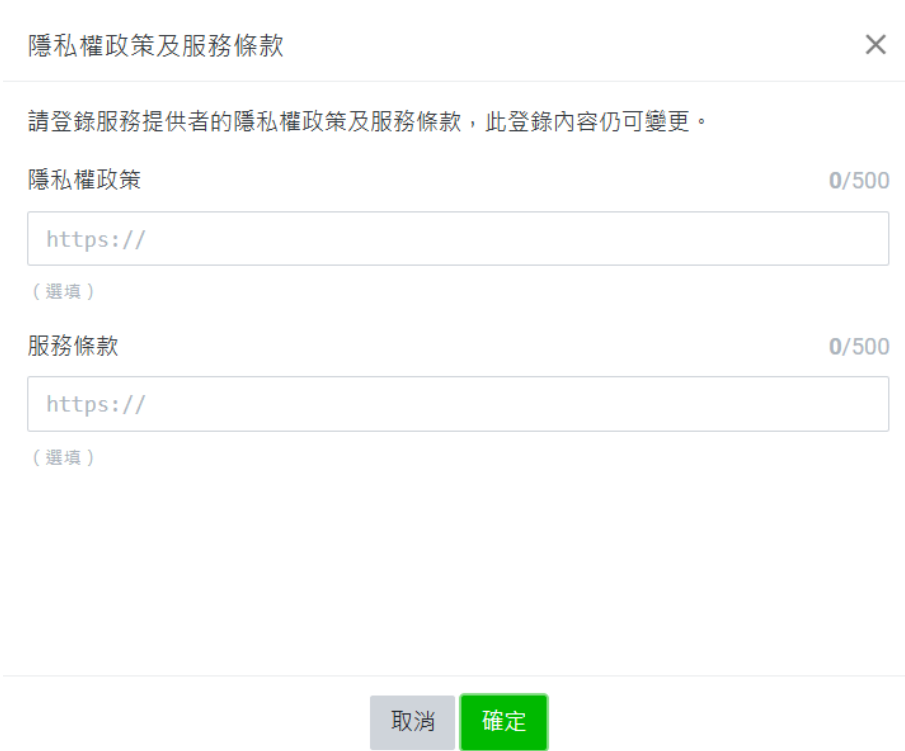 隱私權政策及服務條款
請登錄服務提供者的隱私權政策及服務條款，此登錄內容仍可變更。
隱私權政策
0/500
https://
（選填）
服務條款
0/500
https://
（選填）
取消
確定